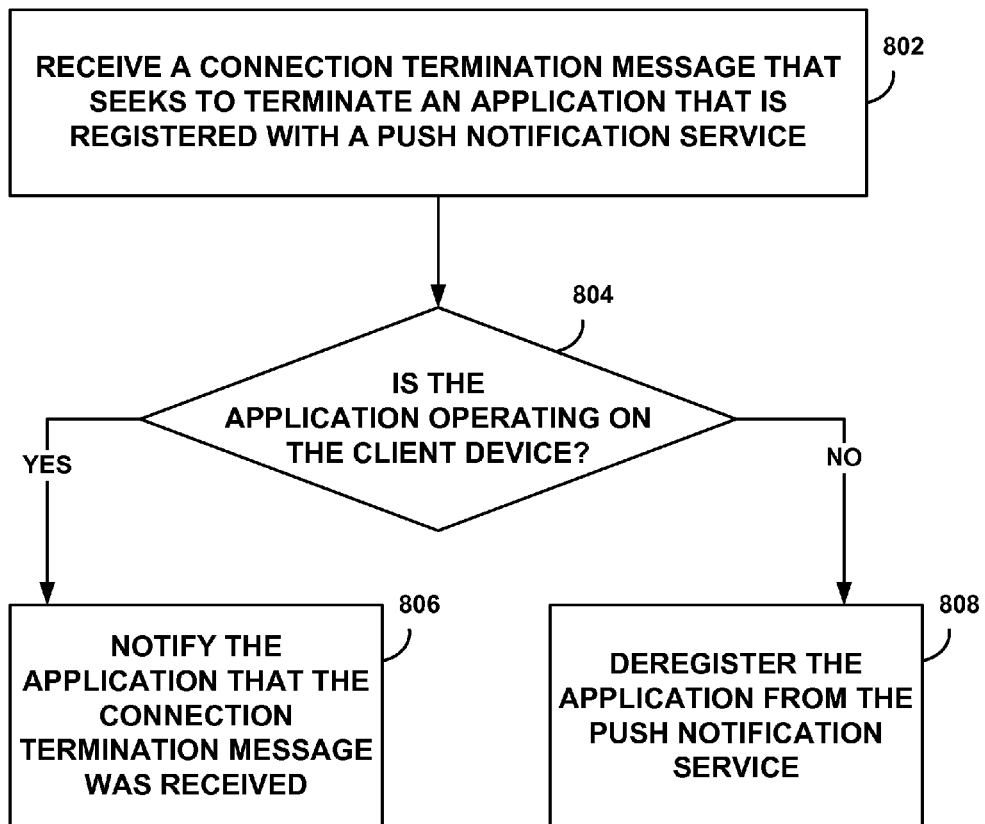 RECEIVE A CONNECTION TERMINATION MESSAGE THAT
SEEKS TO TERMINATE AN APPLICATION THAT IS
REGISTERED WITH A PUSH NOTIFICATION SERVICE
802
804
IS THE
APPLICATION OPERATING ON
THE CLIENT DEVICE?
YES
NO
806
NOTIFY THE
APPLICATION THAT THE
CONNECTION
TERMINATION MESSAGE
WAS RECEIVED
808
DEREGISTER THE
APPLICATION FROM THE
PUSH NOTIFICATION
SERVICE